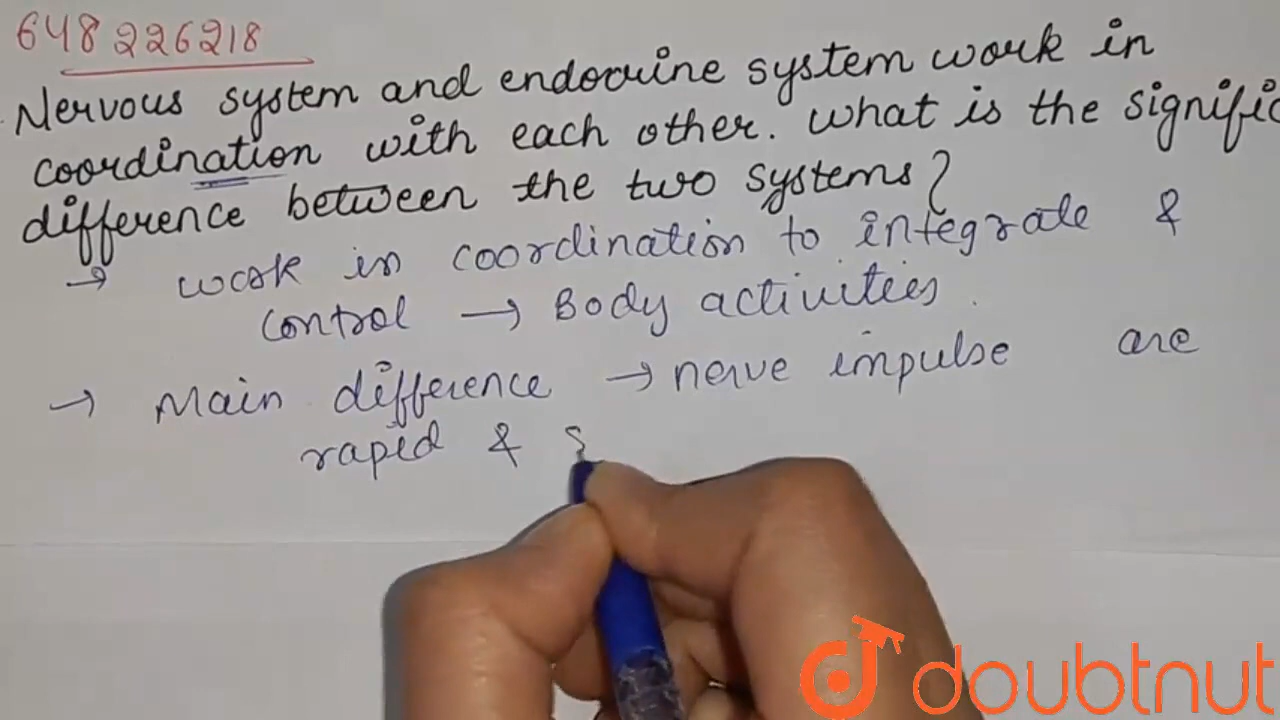 648226218
Nervous system and endocrine system work in
coordination with each other. What is the signific
difference between the two systems?
→ work in coordination to integrate &
control → Body activities.
→ Main difference → nerve impulse are
rapid & s
doubtnut